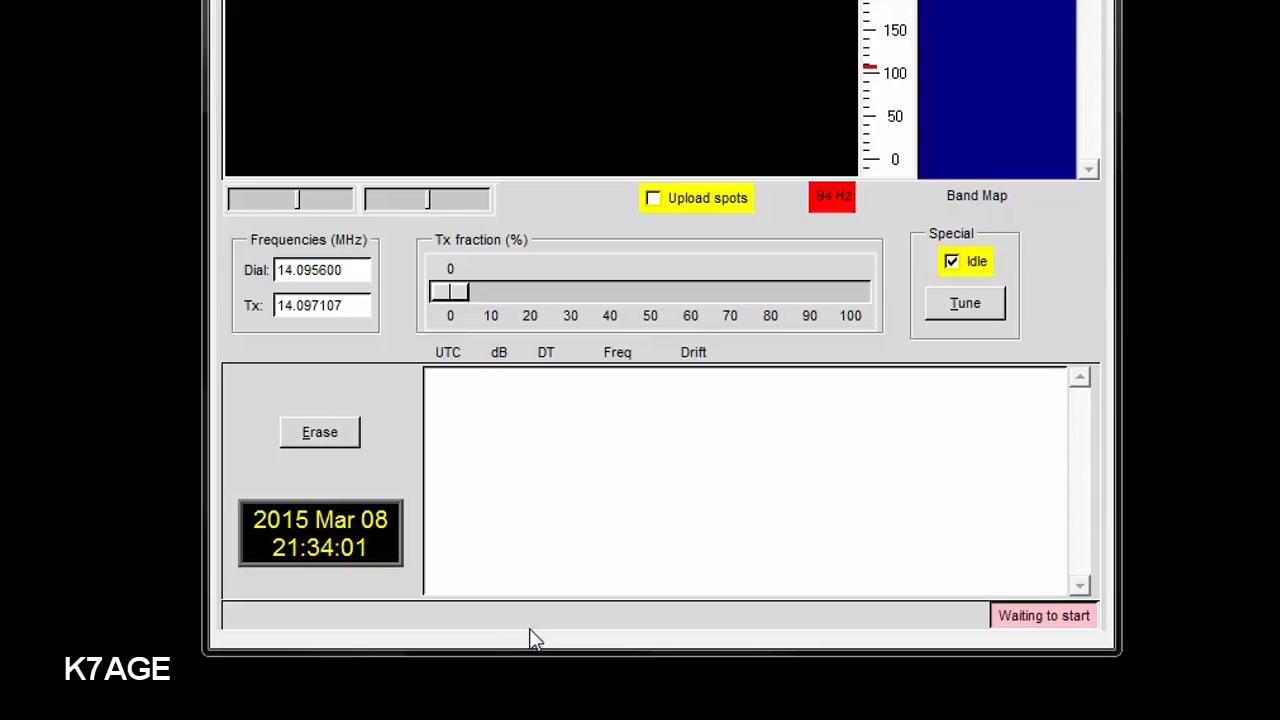 150
100
50
0
Upload spots
94 Hz
Band Map
Frequencies (MHz)
Dial: 14.095600
Tx: 14.097107
Tx fraction (%)
0
0 10 20 30 40 50 60 70 80 90 100
Special
Idle
Tune
UTC dB DT Freq Drift
Erase
2015 Mar 08
21:34:01
Waiting to start
K7AGE